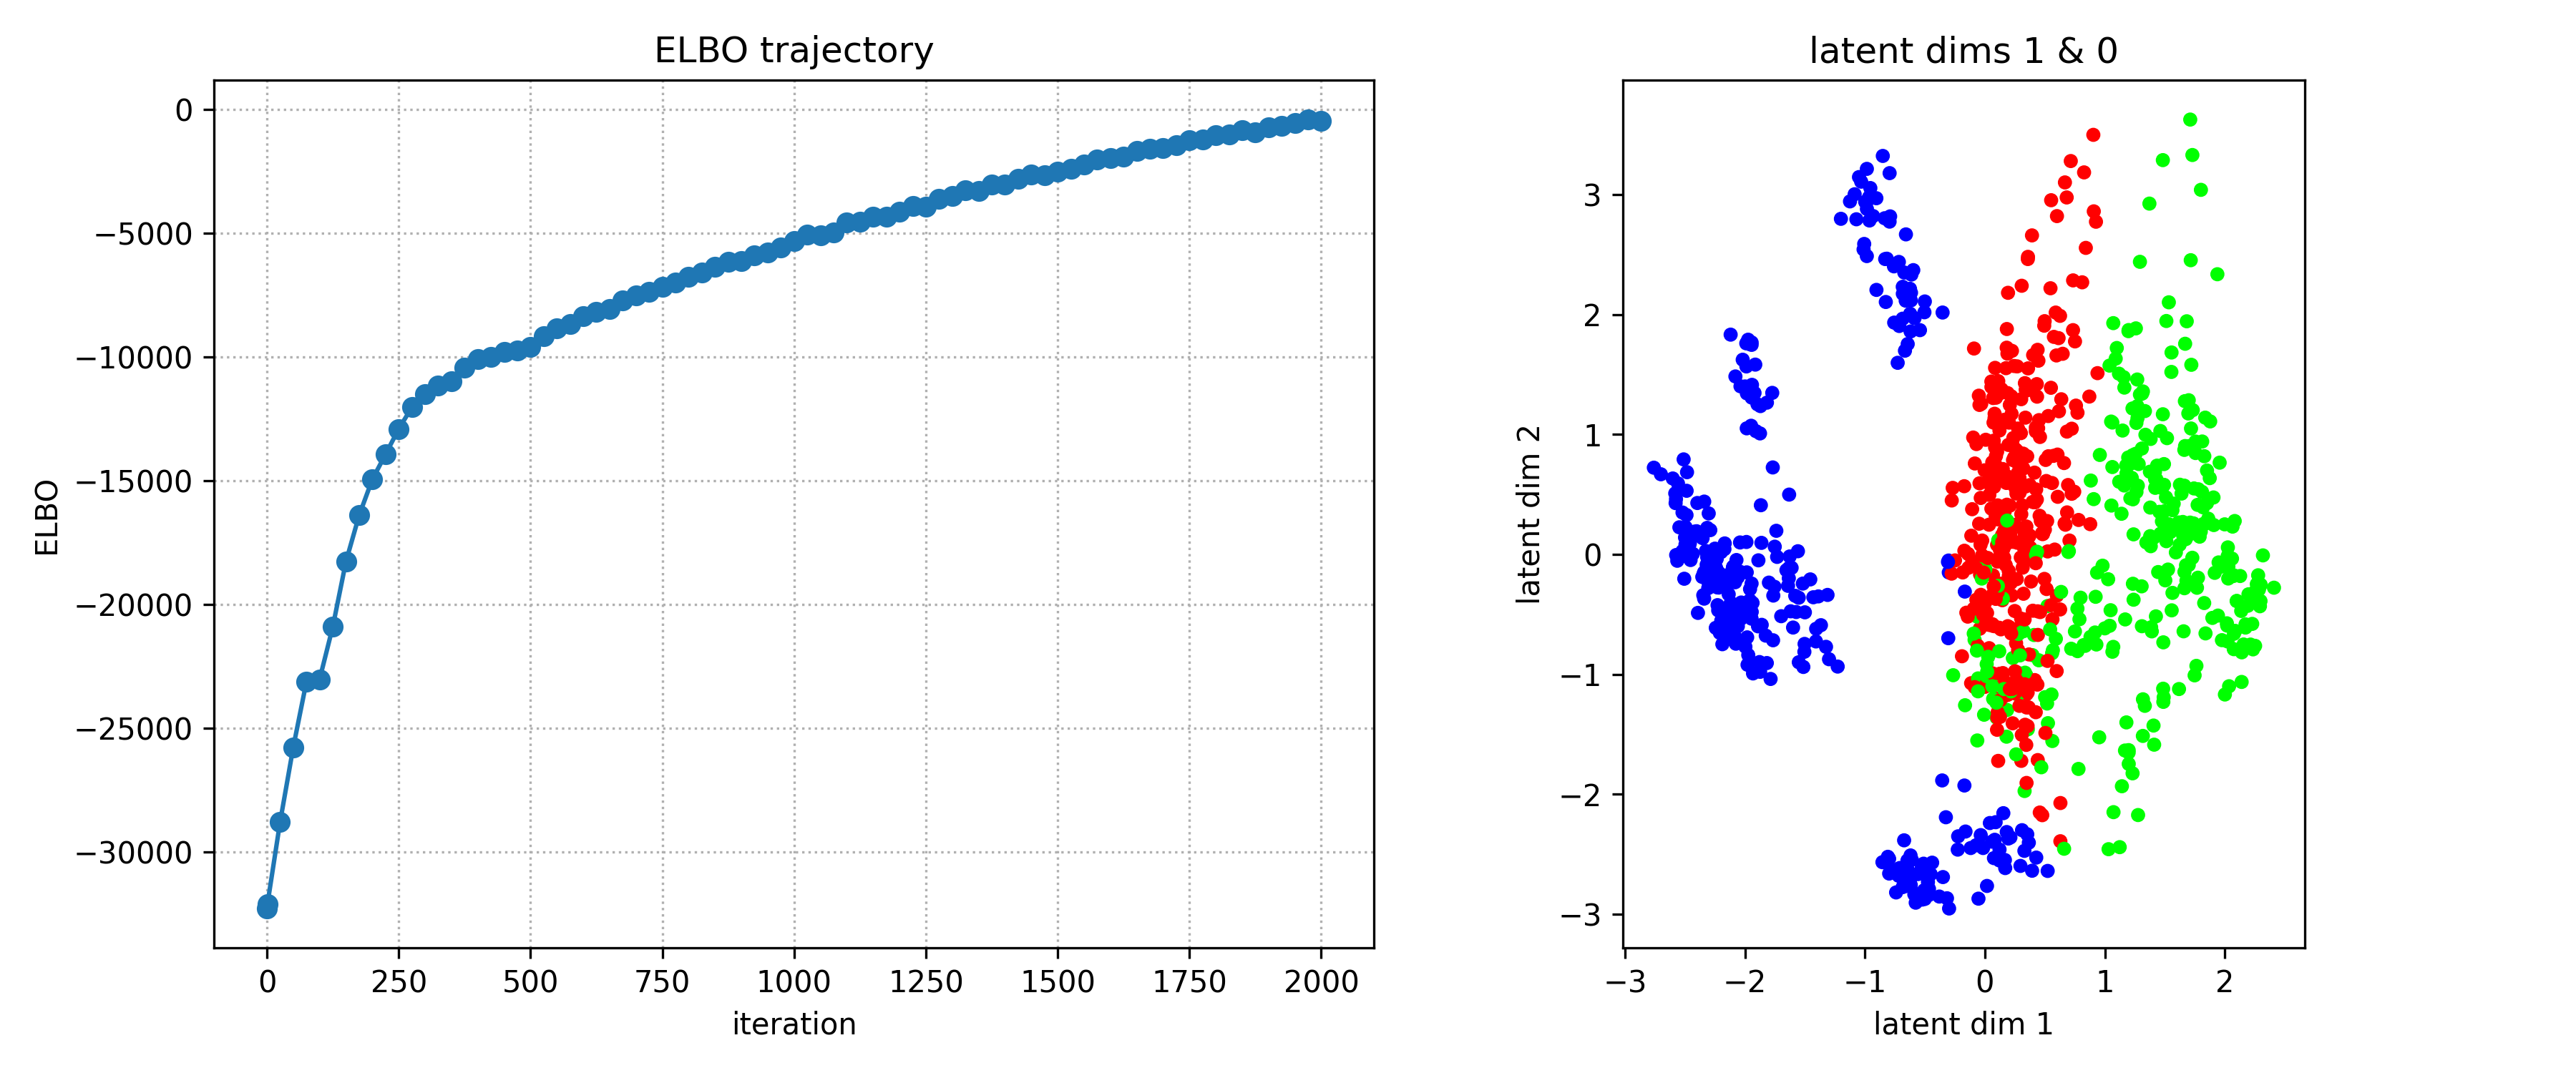 ELBO trajectory
0
−5000
−10000
−15000
−20000
−25000
−30000
ELBO
0 250 500 750 1000 1250 1500 1750 2000
iteration
latent dims 1 & 0
3
2
1
0
−1
−2
−3
latent dim 2
−3 −2 −1 0 1 2
latent dim 1